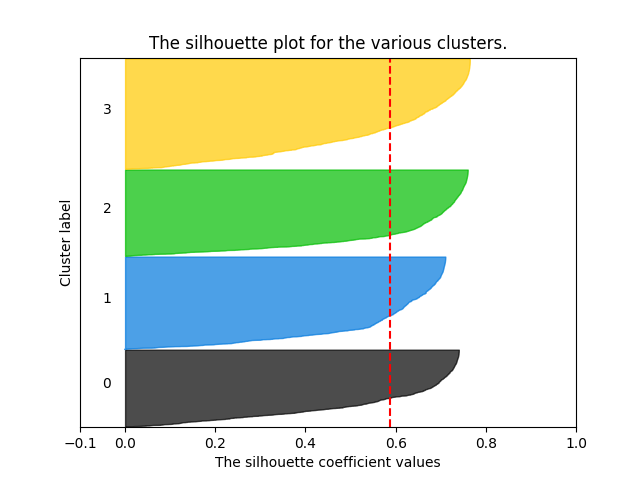 The silhouette plot for the various clusters.
3
2
1
0
Cluster label
−0.1 0.0 0.2 0.4 0.6 0.8 1.0
The silhouette coefficient values